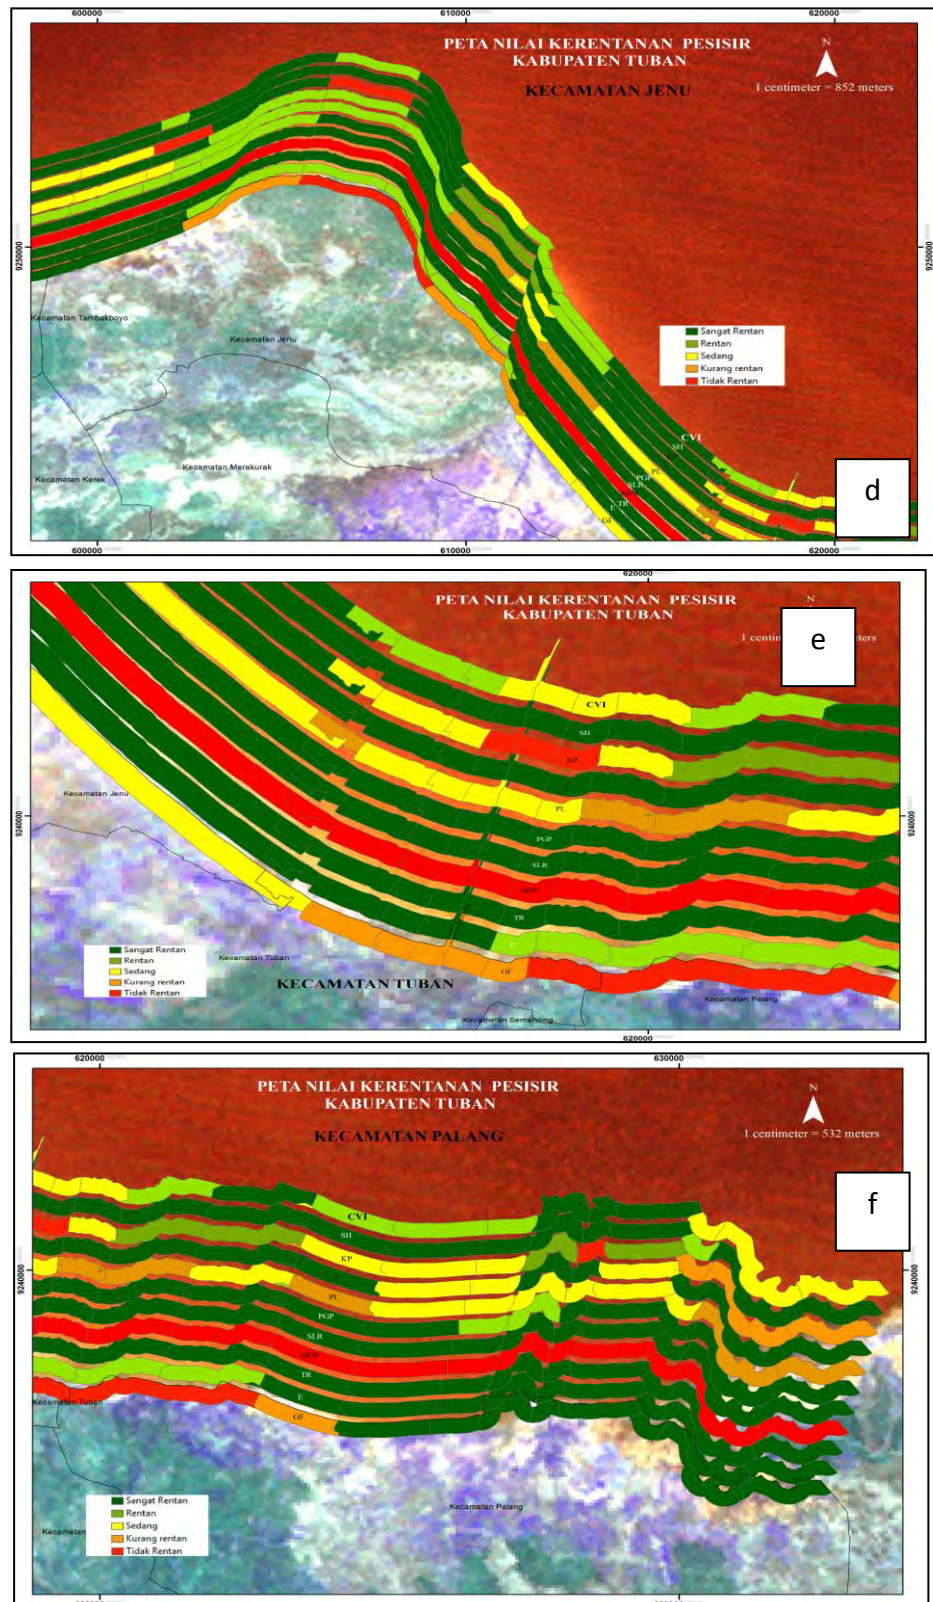 600000
610000
620000
PETA NILAI KERENTANAN PESISIR
KABUPATEN TUBAN
KECAMATAN JENU
N
1 centimeter = 852 meters
9250000
9250000
Kecamatan Tambakboyo
Kecamatan Jenu
Sangat Rentan
Rentan
Sedang
Kurang rentan
Tidak Rentan
CVI
SH
PL
PGP
SLR
TR
E
GF
Kecamatan Merakurak
Kecamatan Kerek
d
600000
610000
620000
620000
PETA NILAI KERENTANAN PESISIR
KABUPATEN TUBAN
N
1 centim
eters
e
CVI
SH
KP
PL
PGP
SLR
TR
E
GF
9240000
9240000
Kecamatan Jenu
Sangat Rentan
Rentan
Sedang
Kurang rentan
Tidak Rentan
Kecamatan Tuban
KECAMATAN TUBAN
Kecamatan Palang
Kecamatan Semanding
620000
620000
630000
PETA NILAI KERENTANAN PESISIR
KABUPATEN TUBAN
KECAMATAN PALANG
N
1 centimeter = 532 meters
f
CVI
SH
KP
PL
PGP
SLR
TR
E
GF
9240000
9240000
Kecamatan Tuban
Sangat Rentan
Rentan
Sedang
Kurang rentan
Tidak Rentan
Kecamatan
Kecamatan Palang